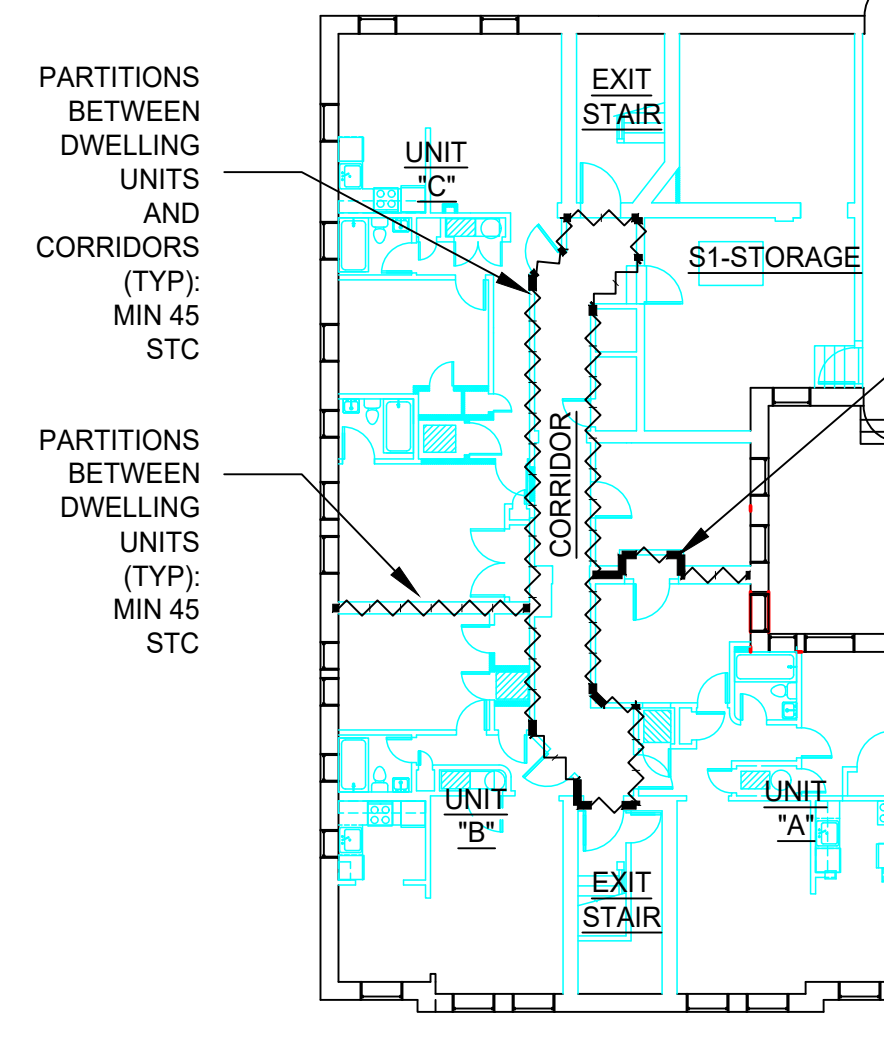 PARTITIONS
BETWEEN
DWELLING
UNITS
AND
CORRIDORS
(TYP):
MIN 45
STC
PARTITIONS
BETWEEN
DWELLING
UNITS
(TYP):
MIN 45
STC
EXIT
STAIR
UNIT
"C"
S1-STORAGE
CORRIDOR
UNIT
"B"
UNIT
"A"
EXIT
STAIR